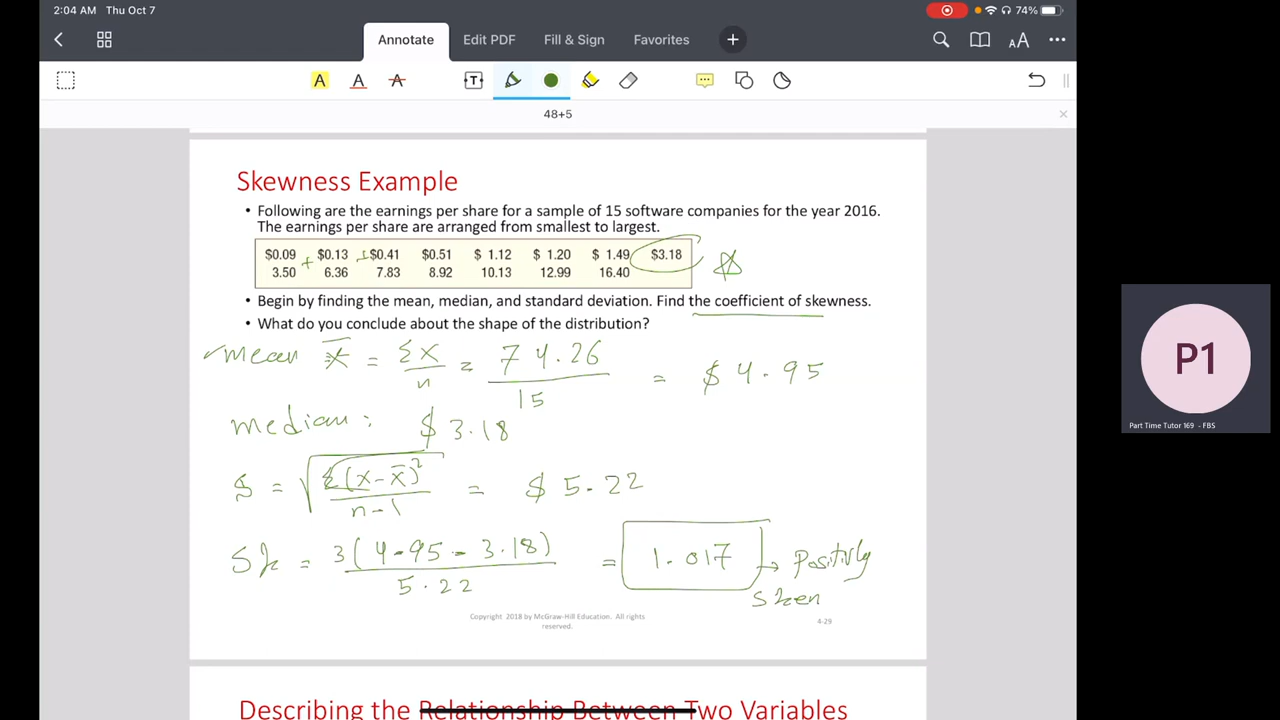 2:04 AM Thu Oct 7
74%
Annotate Edit PDF Fill & Sign Favorites
48+5
Skewness Example
• Following are the earnings per share for a sample of 15 software companies for the year 2016.
The earnings per share are arranged from smallest to largest.
$0.09 + $0.13 + $0.41 $0.51 $ 1.12 $ 1.20 $ 1.49 $3.18
3.50 6.36 7.83 8.92 10.13 12.99 16.40
• Begin by finding the mean, median, and standard deviation. Find the coefficient of skewness.
• What do you conclude about the shape of the distribution?
mean x̄ = Σx/n = 74.26/15 = $4.95
median: $3.18
s = √Σ(x-x̄)²/n-1 = $5.22
Sk = 3(4-95-3.18)/5.22 = 1.017 → Positivly
Skew
Copyright 2018 by McGraw-Hill Education. All rights
reserved.
4-29
Describing the Relationship Between Two Variables
P1
Part Time Tutor 169 - FBS